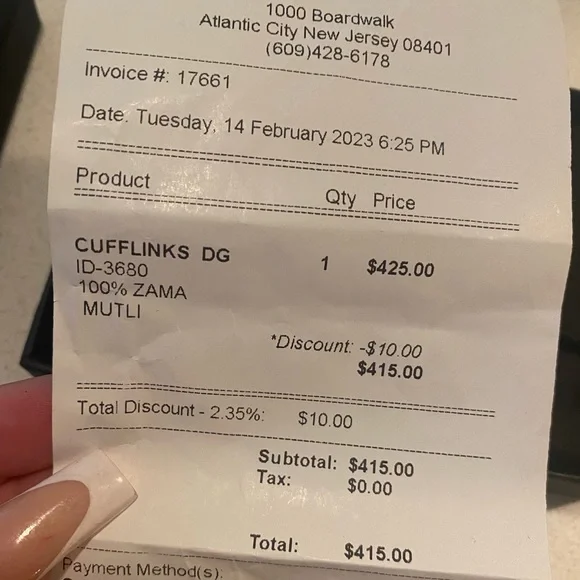 1000 Boardwalk
Atlantic City New Jersey 08401
(609)428-6178
Invoice #: 17661
Date: Tuesday, 14 February 2023 6:25 PM
Product Qty Price
CUFFLINKS DG 1 $425.00
ID-3680
100% ZAMA
MUTLI
*Discount: -$10.00
$415.00
Total Discount - 2.35%: $10.00
Subtotal: $415.00
Tax: $0.00
Total: $415.00
Payment Method(s):